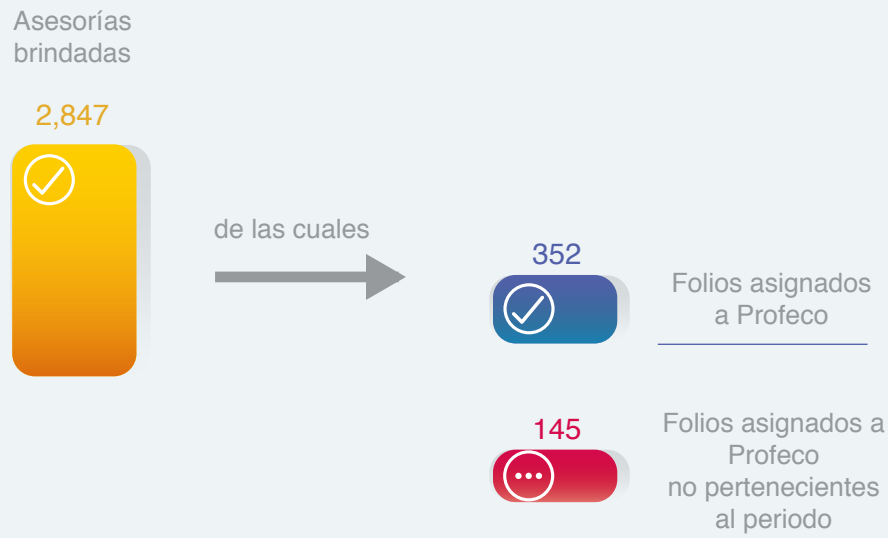 Asesorías
brindadas
2,847
de las cuales
352
Folios asignados
a Profeco
145
Folios asignados a
Profeco
no pertenecientes
al periodo